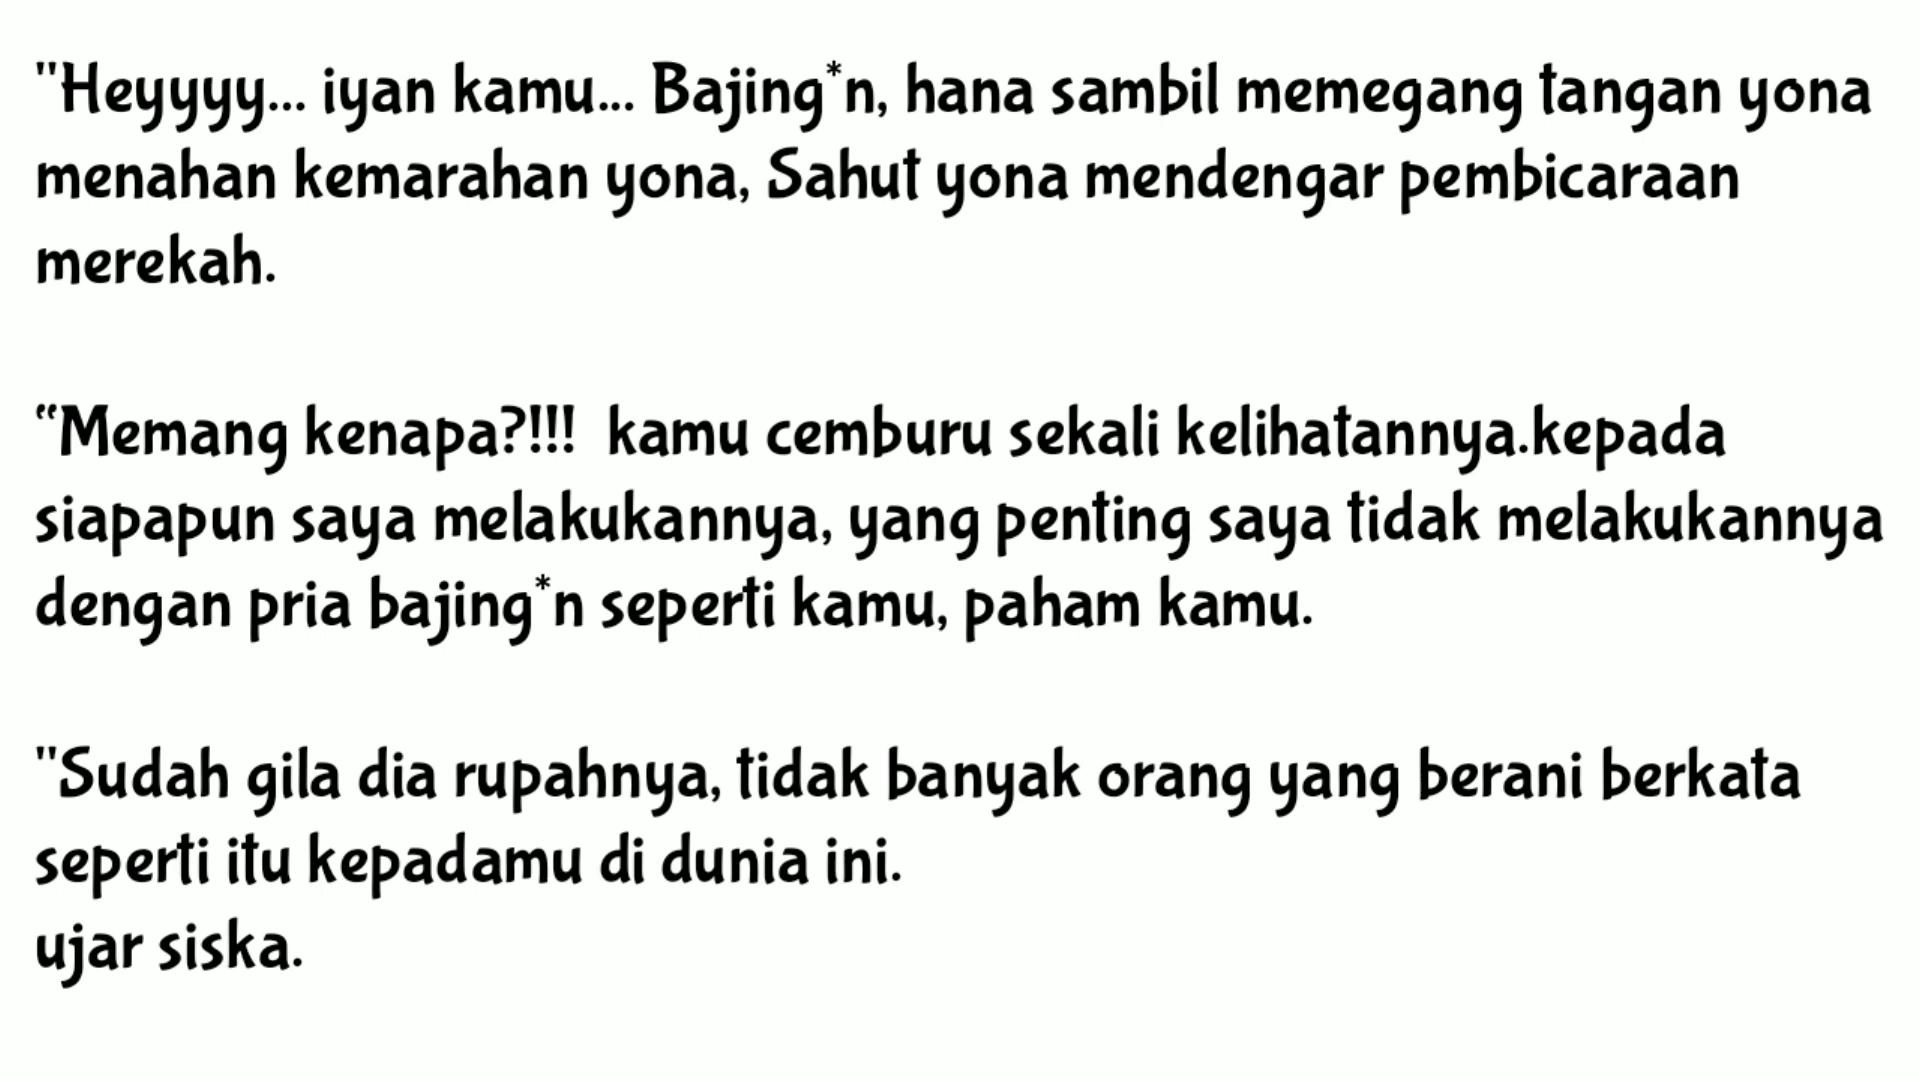 "Heyyyy... iyan kamu... Bajing*n, hana sambil memegang tangan yona
menahan kemarahan yona, Sahut yona mendengar pembicaraan
merekah.
“Memang kenapa?!!!  kamu cemburu sekali kelihatannya.kepada
siapapun saya melakukannya, yang penting saya tidak melakukannya
dengan pria bajing*n seperti kamu, paham kamu.
"Sudah gila dia rupahnya, tidak banyak orang yang berani berkata
seperti itu kepadamu di dunia ini.
ujar siska.